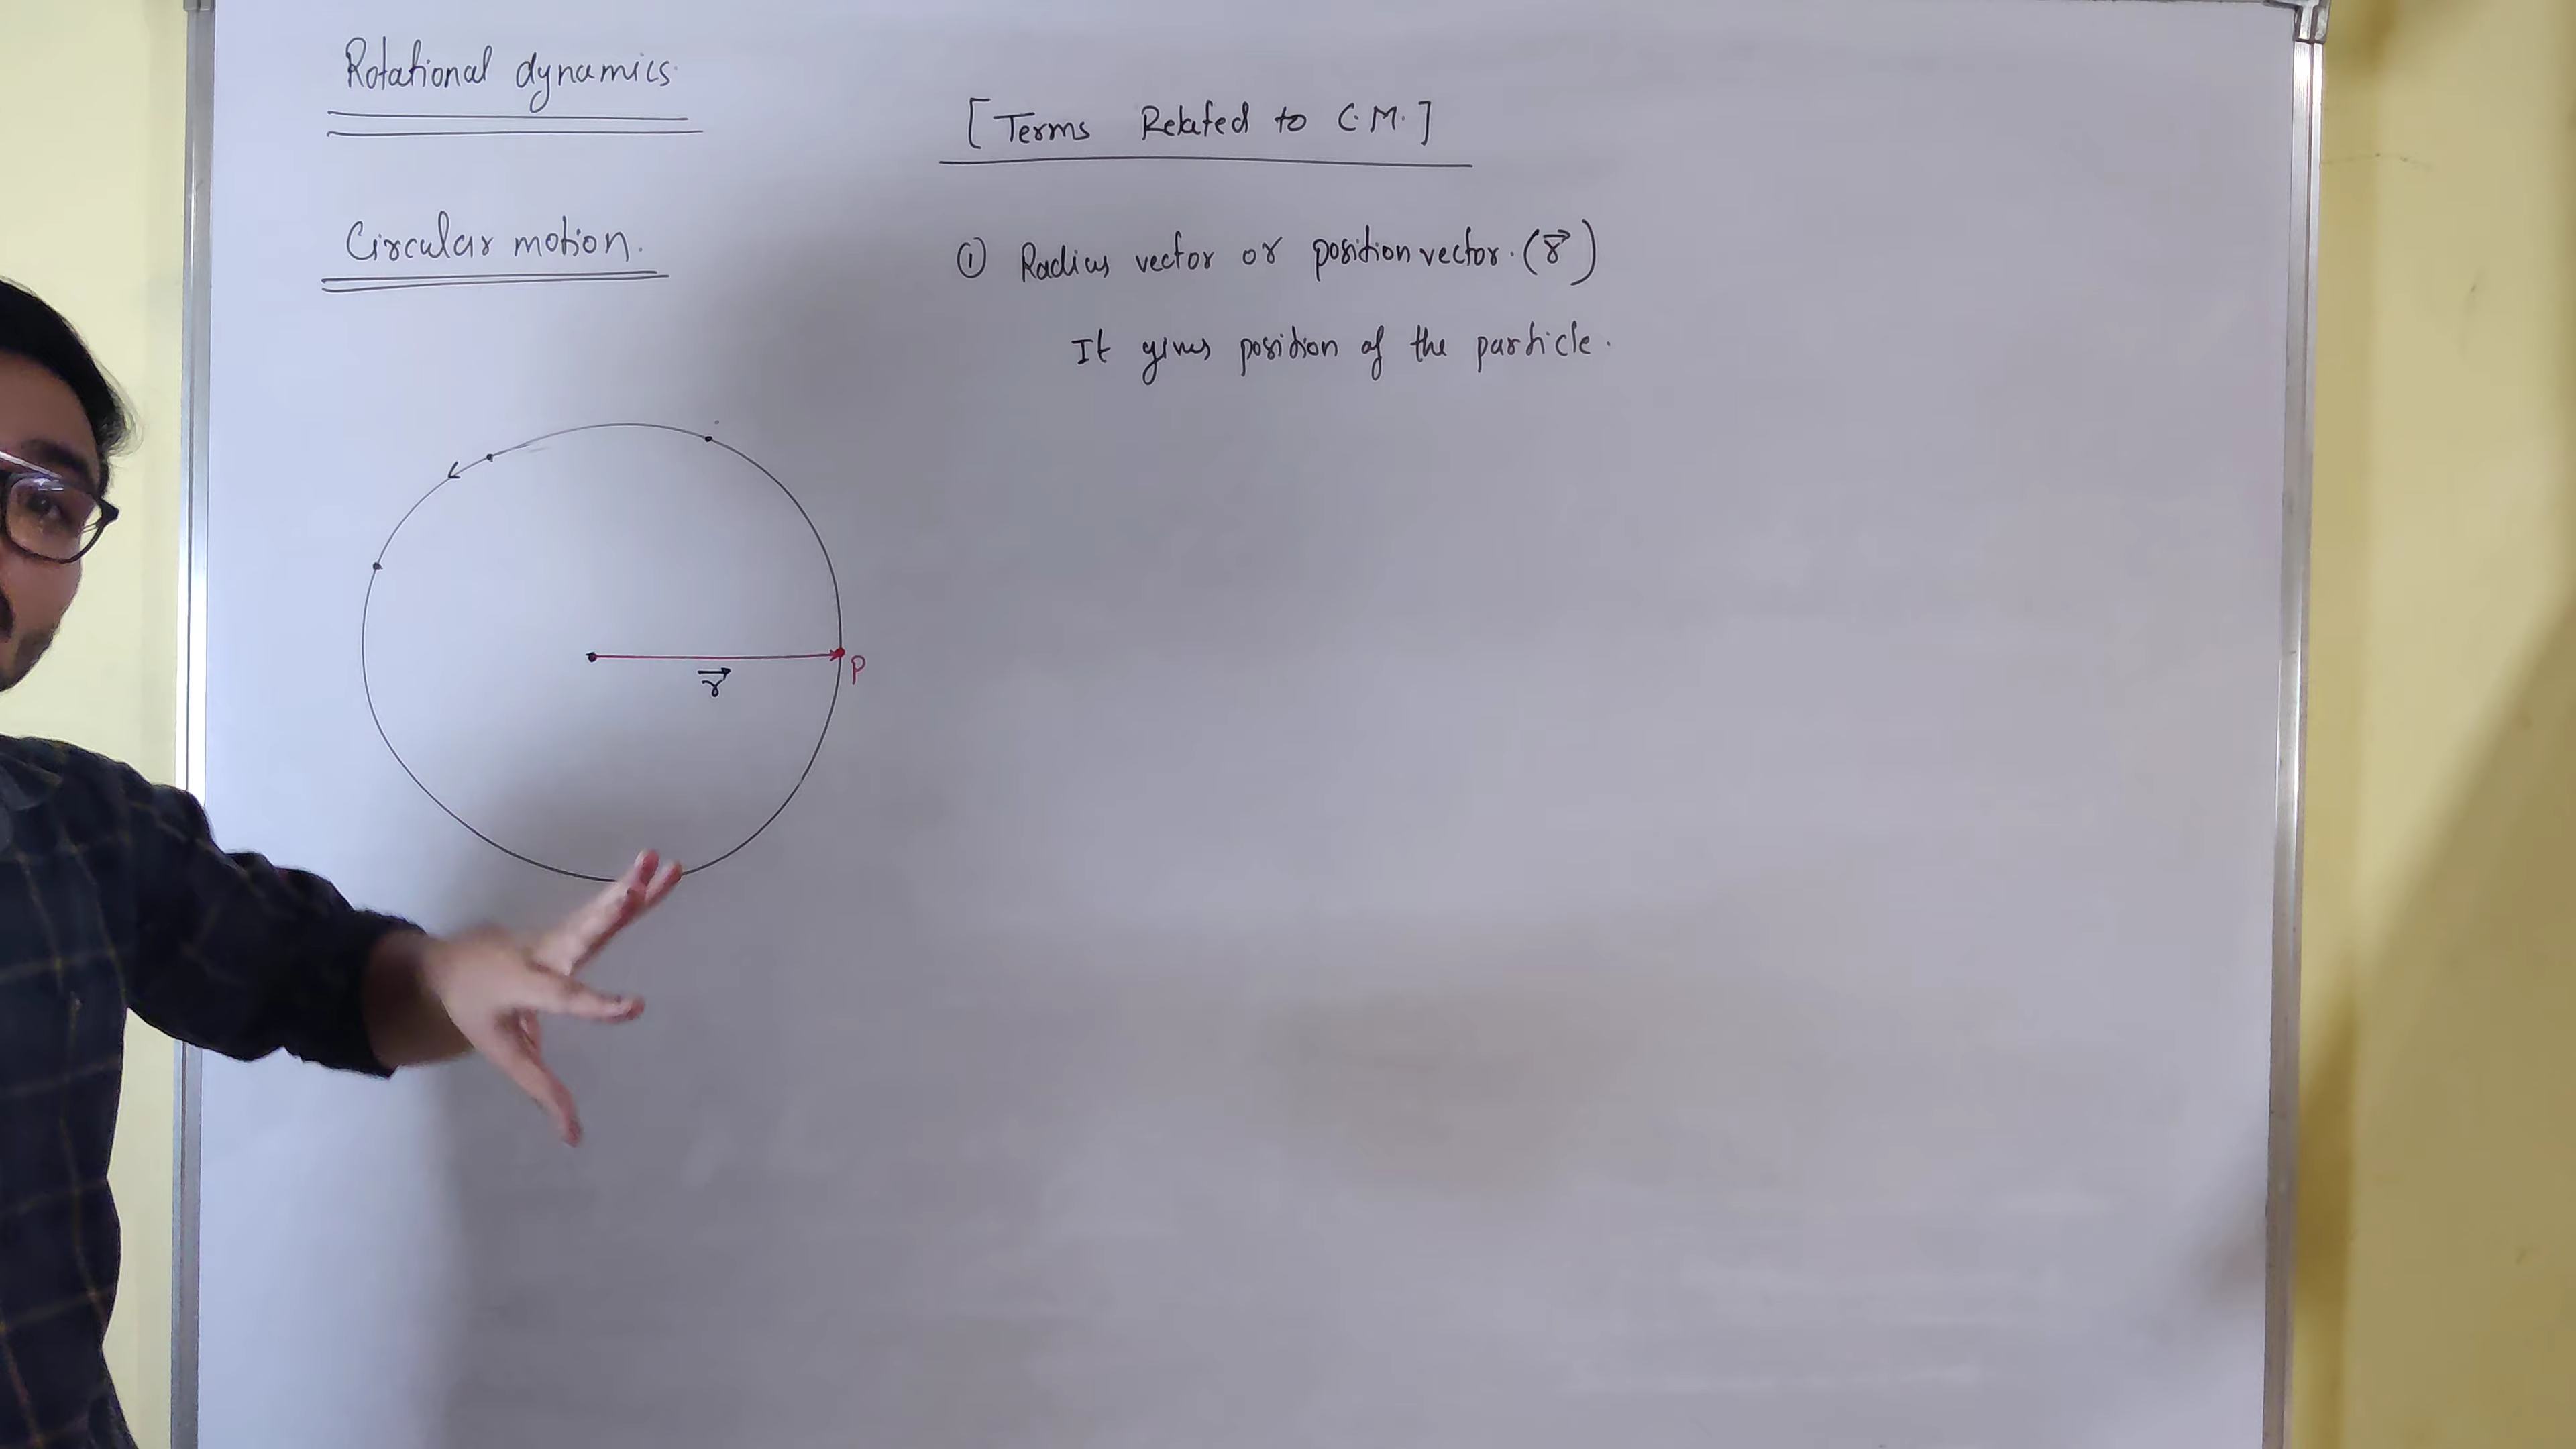 Rotational dynamics
[Terms Related to C.M.]
Circular motion.
① Radius vector or position vector. (r⃗)
It gives position of the particle.
r⃗
P